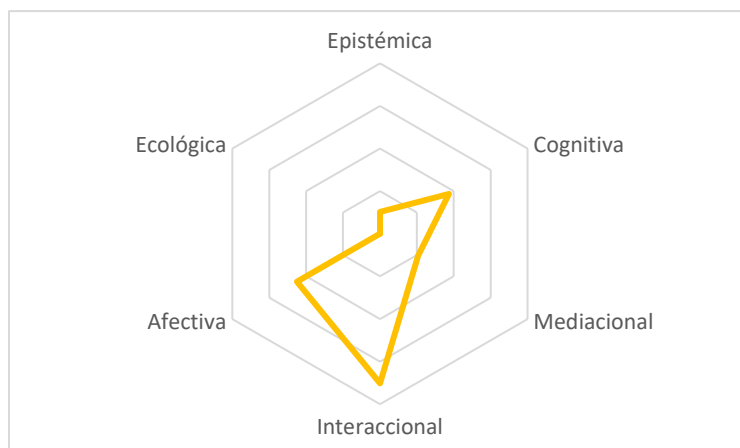 Epistémica
Ecológica
Cognitiva
Afectiva
Mediacional
Interaccional